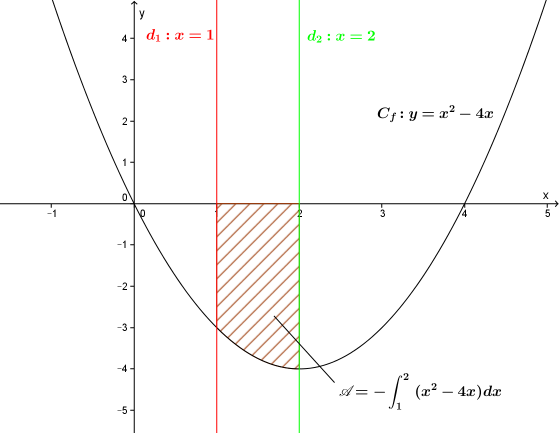 y
d₁ : x = 1
d₂ : x = 2
4
3
C_f : y = x² − 4x
2
1
0
x
−1
0
1
2
3
4
5
−1
−2
−3
−4
𝒜 = − ∫₁² (x² − 4x)dx
−5